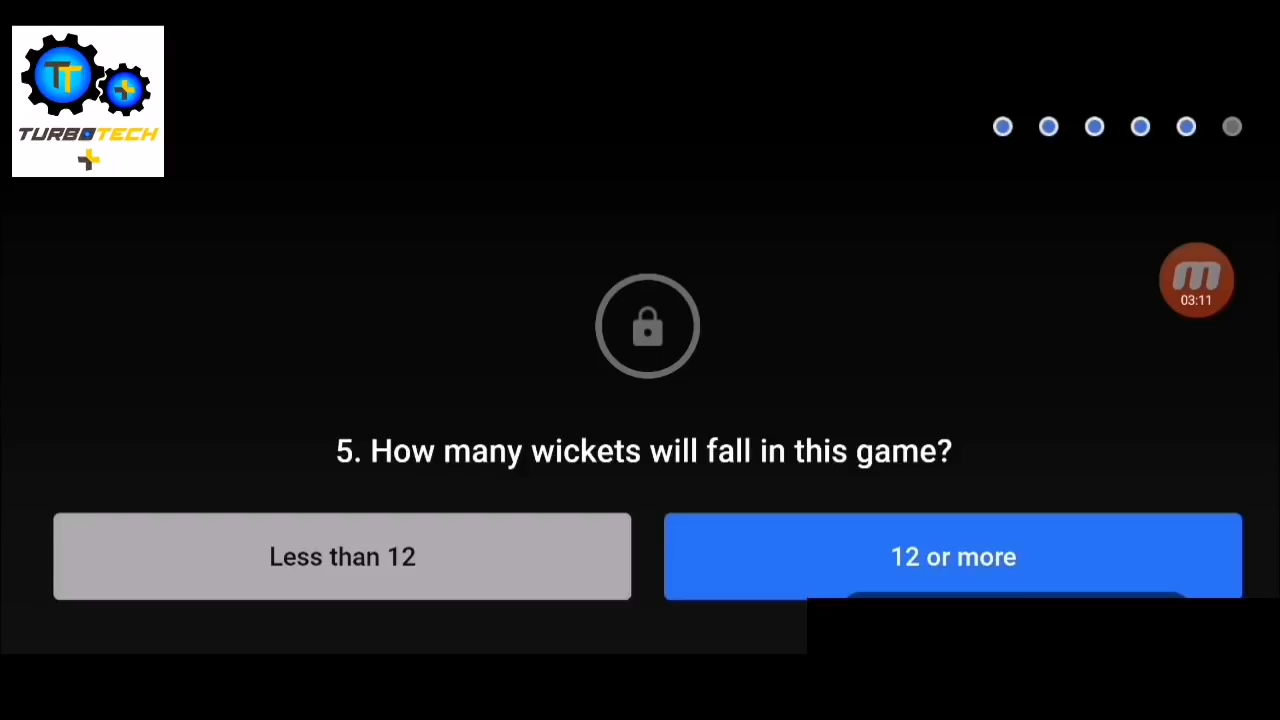 TT
TURBOTECH
03:11
5. How many wickets will fall in this game?
Less than 12
12 or more